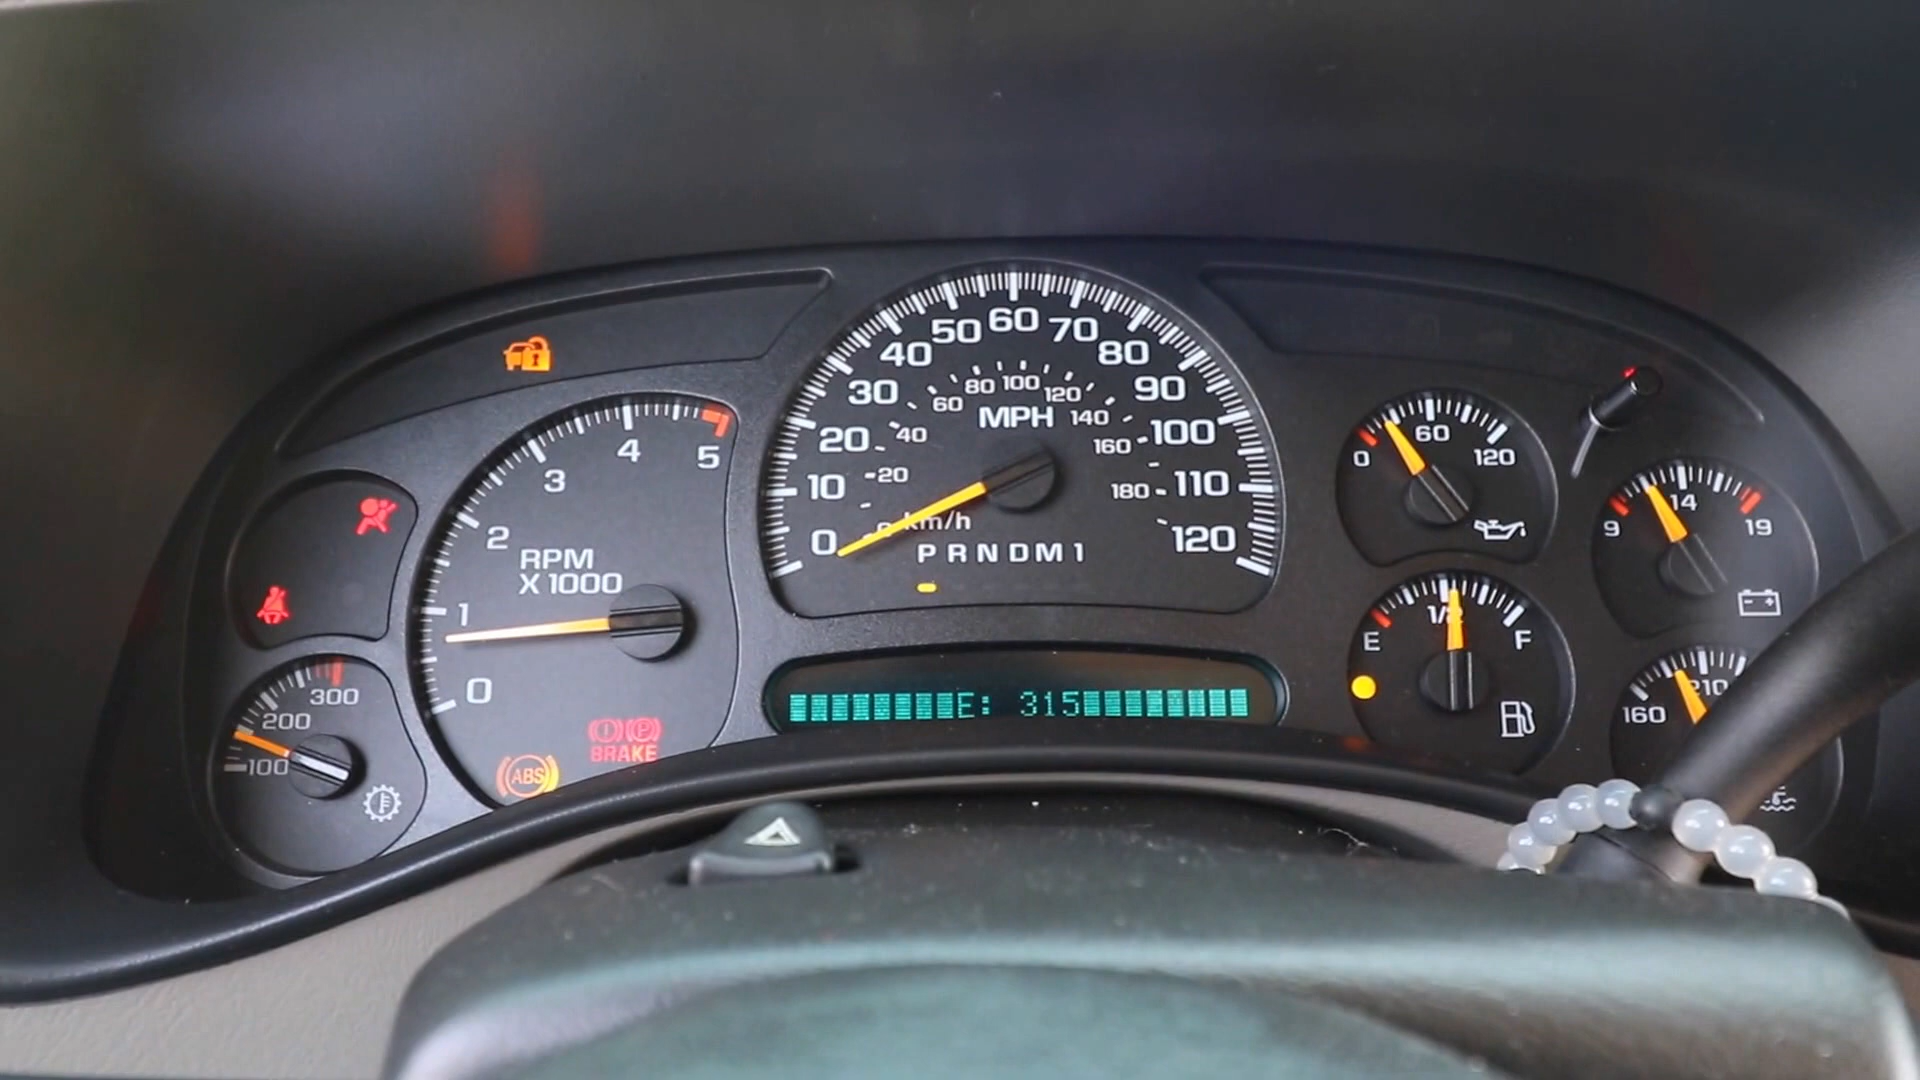 50 60 70
40 80
30 90
20 100
10 110
0 120
60 80 100 120
40 MPH 140
20 160
180
0 km/h
P R N D M 1
0 1 2 3 4 5
RPM
X 1000
ABS
BRAKE
100 200 300
E: 315
0 60 120
9 14 19
E 1/2 F
160 210